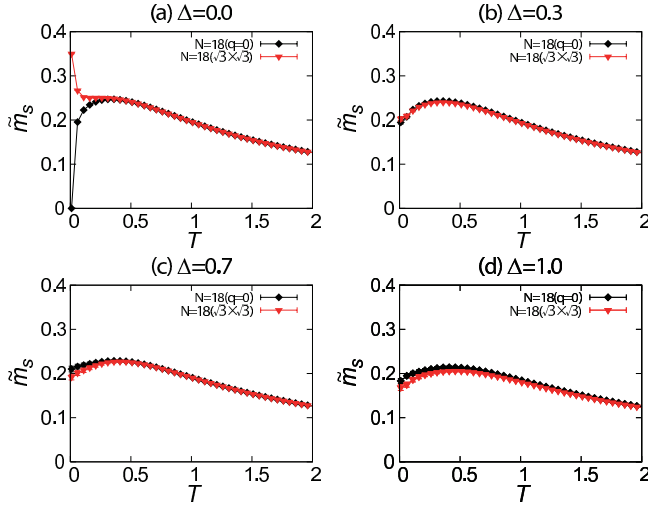 (a) Δ=0.0
N=18(q=0)
N=18(√3×√3)
0.4
0.3
0.2
0.1
0
m̃s
0 0.5 1 1.5 2
T
(b) Δ=0.3
N=18(q=0)
N=18(√3×√3)
0.4
0.3
0.2
0.1
0
m̃s
0 0.5 1 1.5 2
T
(c) Δ=0.7
N=18(q=0)
N=18(√3×√3)
0.4
0.3
0.2
0.1
0
m̃s
0 0.5 1 1.5 2
T
(d) Δ=1.0
N=18(q=0)
N=18(√3×√3)
0.4
0.3
0.2
0.1
0
m̃s
0 0.5 1 1.5 2
T